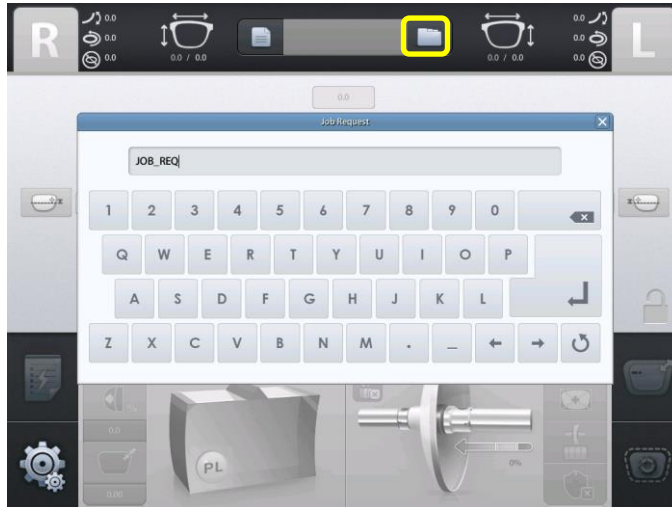 R
0.0
0.0
0.0
0.0 / 0.0
0.0 / 0.0
0.0
0.0
0.0
L
0.0
Job Request
JOB_REQ
1 2 3 4 5 6 7 8 9 0
Q W E R T Y U I O P
A S D F G H J K L
Z X C V B N M . _
0.0
PL
0%
0.00